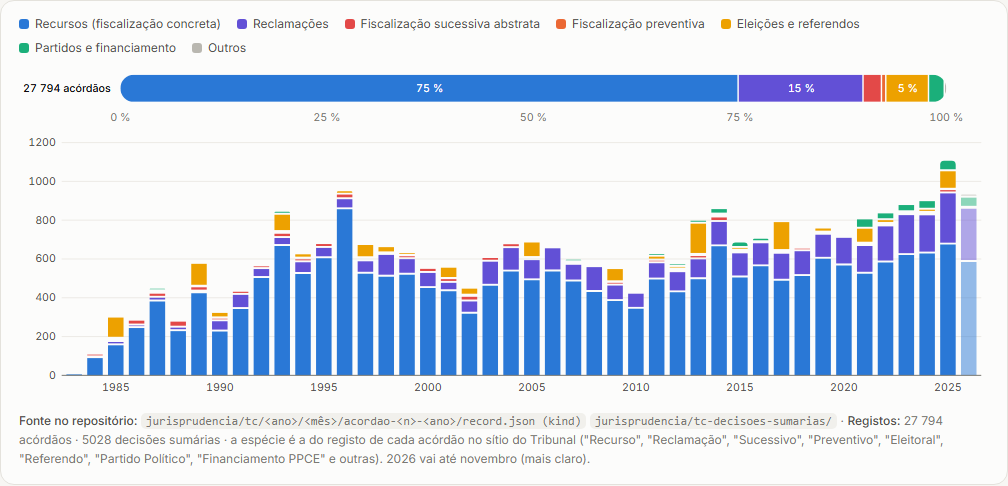 Recursos (fiscalização concreta) Reclamações Fiscalização sucessiva abstrata Fiscalização preventiva Eleições e referendos
Partidos e financiamento Outros
27 794 acórdãos 75 % 15 % 5 %
0 % 25 % 50 % 75 % 100 %
1200
1000
800
600
400
200
0
1985 1990 1995 2000 2005 2010 2015 2020 2025
Fonte no repositório: jurisprudencia/tc/<ano>/<mês>/acordao-<n>-<ano>/record.json (kind) jurisprudencia/tc-decisoes-sumarias/ · Registos: 27 794
acórdãos · 5028 decisões sumárias · a espécie é a do registo de cada acórdão no sítio do Tribunal ("Recurso", "Reclamação", "Sucessivo", "Preventivo", "Eleitoral",
"Referendo", "Partido Político", "Financiamento PPCE" e outras). 2026 vai até novembro (mais claro).